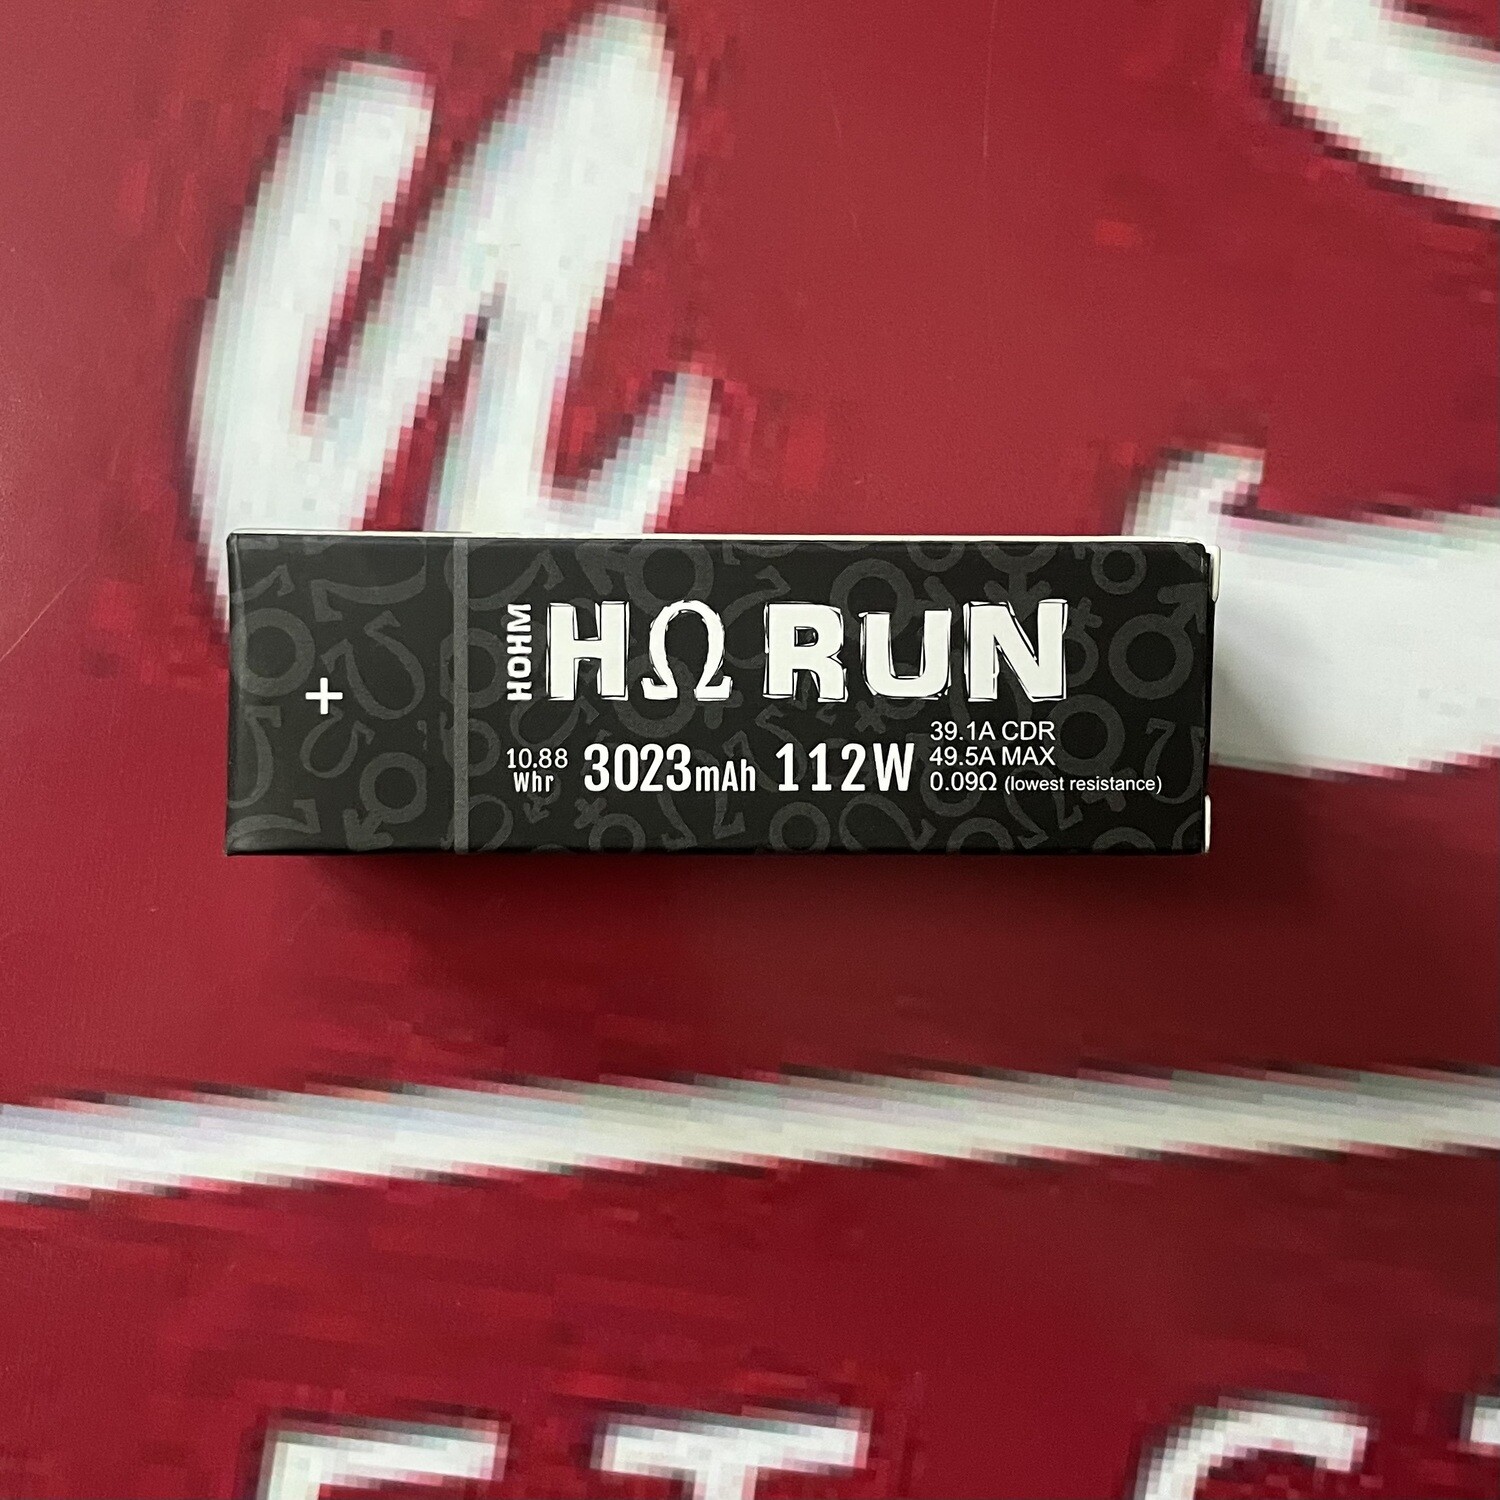 +
HOHM
HΩ RUN
10.88
Whr
3023mAh 112W
39.1A CDR
49.5A MAX
0.09Ω (lowest resistance)